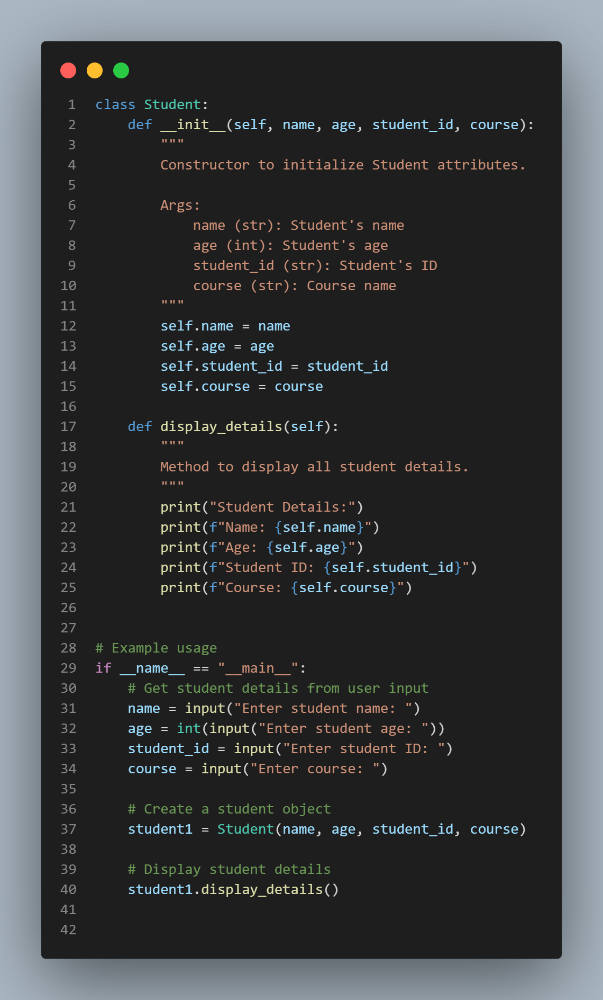 1 class Student:
2     def __init__(self, name, age, student_id, course):
3         """
4         Constructor to initialize Student attributes.
5
6         Args:
7             name (str): Student's name
8             age (int): Student's age
9             student_id (str): Student's ID
10             course (str): Course name
11         """
12         self.name = name
13         self.age = age
14         self.student_id = student_id
15         self.course = course
16
17     def display_details(self):
18         """
19         Method to display all student details.
20         """
21         print("Student Details:")
22         print(f"Name: {self.name}")
23         print(f"Age: {self.age}")
24         print(f"Student ID: {self.student_id}")
25         print(f"Course: {self.course}")
26
27
28 # Example usage
29 if __name__ == "__main__":
30     # Get student details from user input
31     name = input("Enter student name: ")
32     age = int(input("Enter student age: "))
33     student_id = input("Enter student ID: ")
34     course = input("Enter course: ")
35
36     # Create a student object
37     student1 = Student(name, age, student_id, course)
38
39     # Display student details
40     student1.display_details()
41
42